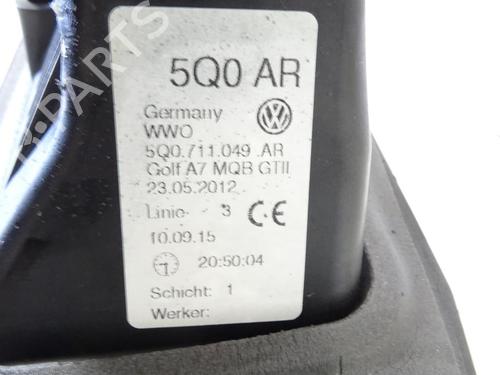 5Q0 AR
Germany
WWO
5Q0.711.049 .AR
Golf A7 MQB GTII
23.05.2012
Linie 3 CE
10.09.15
20:50:04
Schicht: 1
Werker:
PARTS